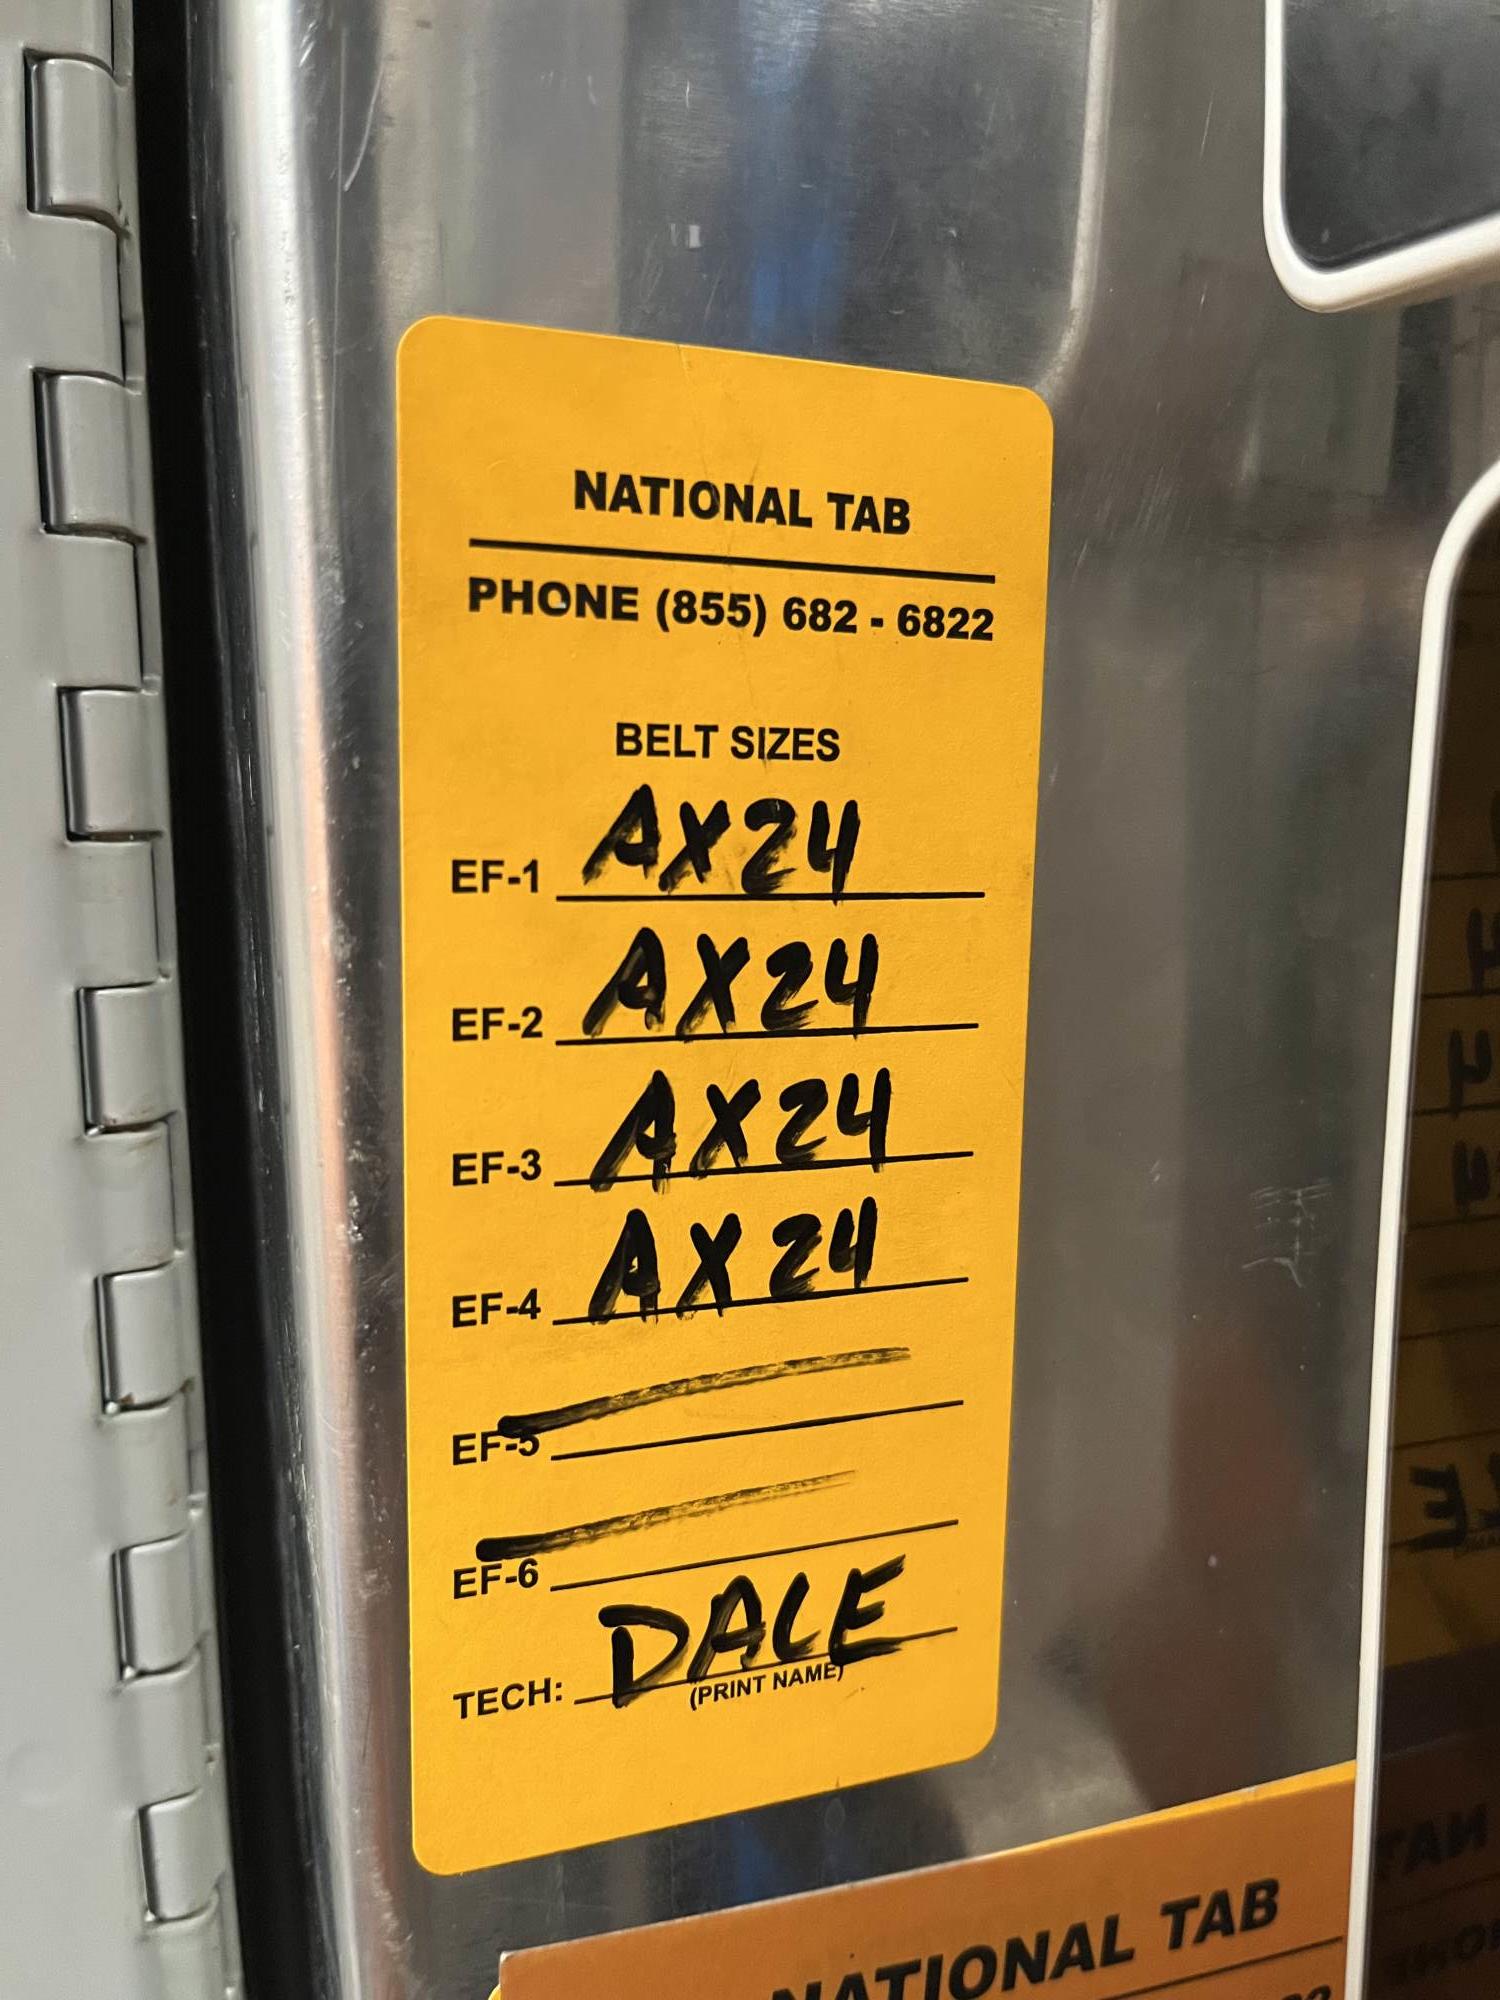 NATIONAL TAB
PHONE (855) 682 - 6822
BELT SIZES
EF-1 AX24
EF-2 AX24
EF-3 AX24
EF-4 AX24
EF-5
EF-6
TECH: DALE
(PRINT NAME)
NATIONAL TAB